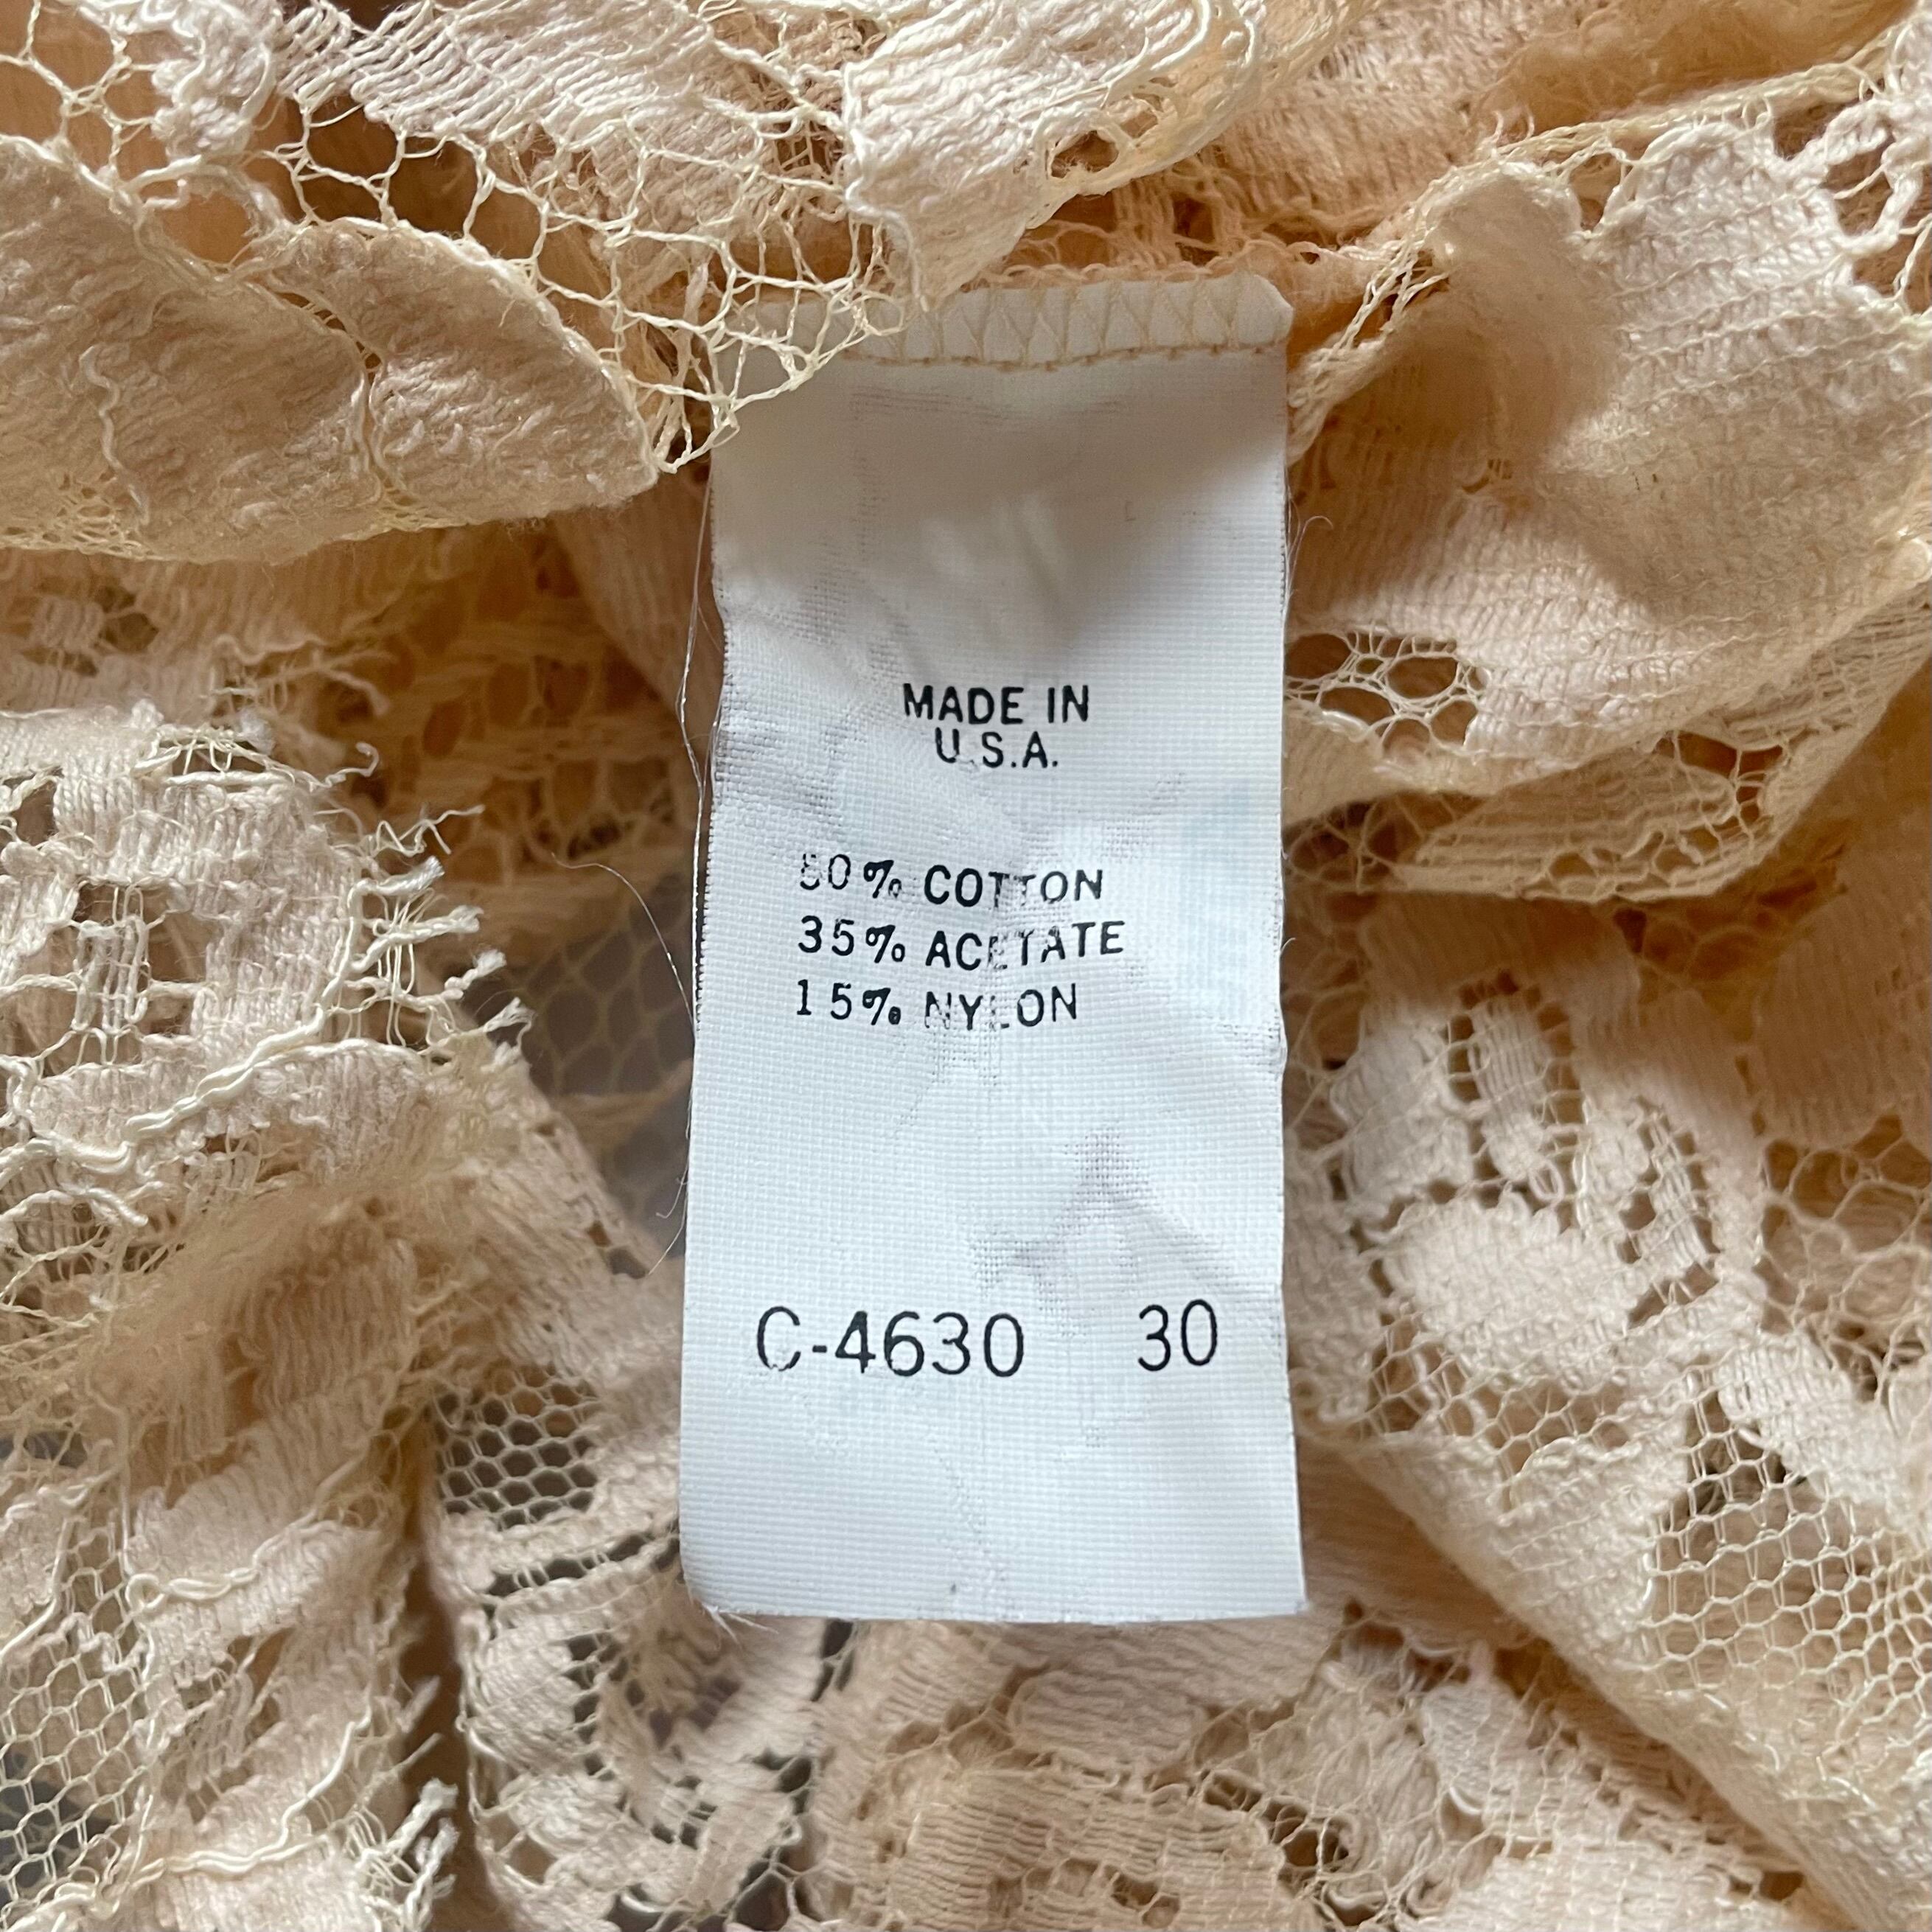 MADE IN
U.S.A.
50% COTTON
35% ACETATE
15% NYLON
C-4630 30